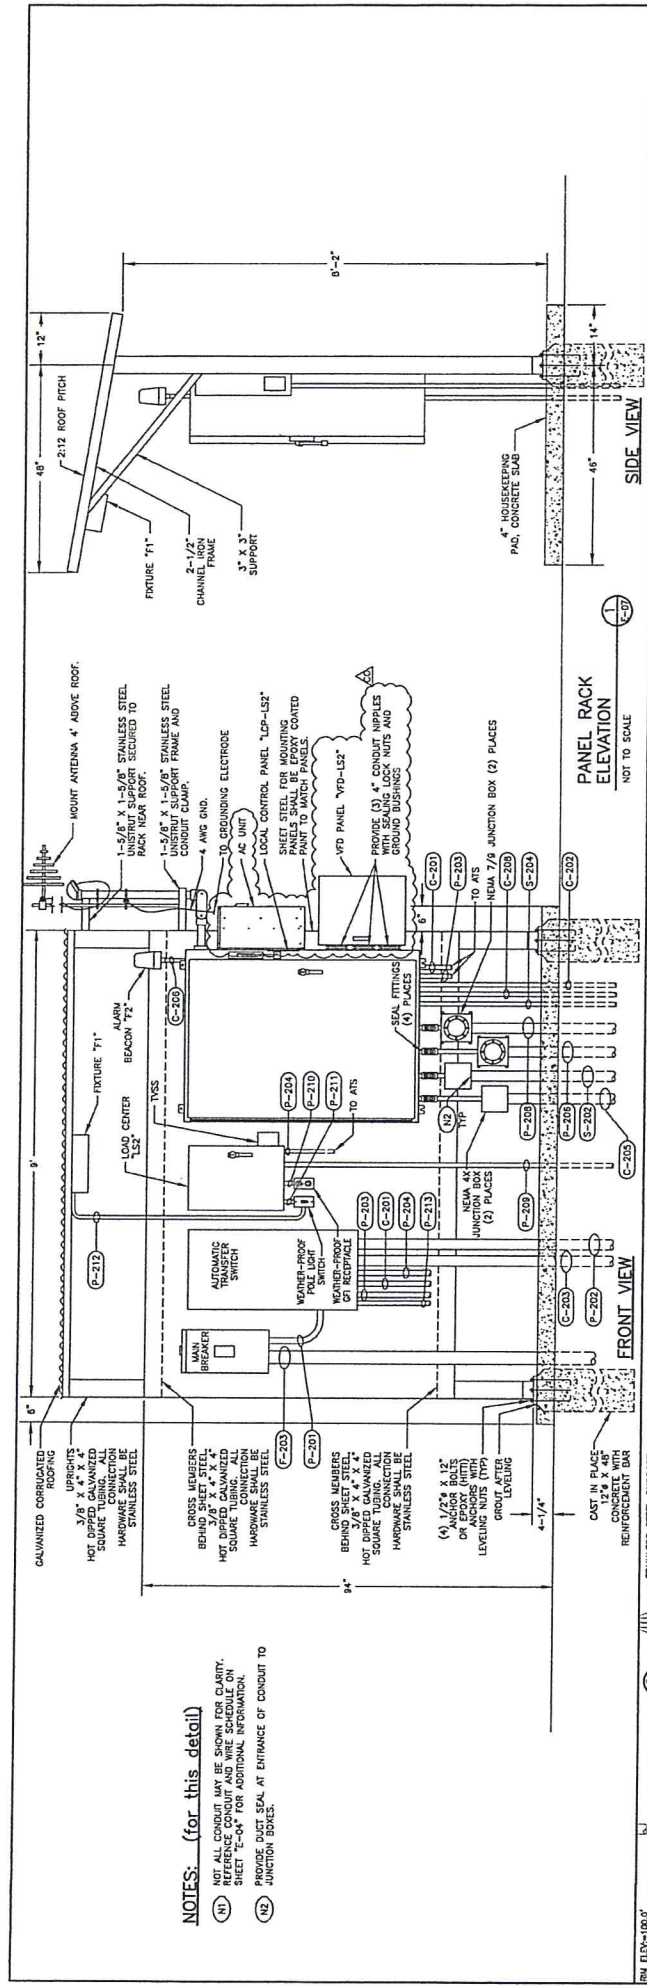 NOTES: (for this detail)
N1 NOT ALL CONDUIT MAY BE SHOWN FOR CLARITY.
REFERENCE CONDUIT AND WIRE SCHEDULE ON
SHEET "E-04" FOR ADDITIONAL INFORMATION.
N2 PROVIDE DUCT SEAL AT ENTRANCE OF CONDUIT TO
JUNCTION BOXES.
GALVANIZED CORRUGATED
ROOFING
UPRIGHTS
3/8" X 4" X 4"
HOT DIPPED GALVANIZED
SQUARE TUBING. ALL
CONNECTION
HARDWARE SHALL BE
STAINLESS STEEL
CROSS MEMBERS
BEHIND SHEET STEEL
3/8" X 4" X 4"
HOT DIPPED GALVANIZED
SQUARE TUBING. ALL
CONNECTION
HARDWARE SHALL BE
STAINLESS STEEL
CROSS MEMBERS
BEHIND SHEET STEEL
3/8" X 4" X 4"
HOT DIPPED GALVANIZED
SQUARE TUBING. ALL
CONNECTION
HARDWARE SHALL BE
STAINLESS STEEL
(4) 1/2"ø X 12"
ANCHOR BOLTS
OR EPOXY (HITI)
ANCHORS WITH
LEVELING NUTS (TYP)
GROUT AFTER
LEVELING
94"
4-1/4"
CAST IN PLACE
12"ø X 48"
CONCRETE WITH
REINFORCEMENT BAR
6"
9'
P-212
FIXTURE "F1"
LOAD CENTER
"LS2"
TVSS
ALARM
BEACON "F2"
C-206
MAIN
BREAKER
AUTOMATIC
TRANSFER
SWITCH
WEATHER-PROOF
POLE LIGHT
SWITCH
WEATHER-PROOF
GFI RECEPTACLE
F-203
P-201
P-203
C-201
P-204
P-213
P-204
P-210
P-211
TO ATS
SEAL FITTINGS
(4) PLACES
N2
TYP
NEMA 4X
JUNCTION BOX
(2) PLACES
P-209
P-208
P-206
S-202
C-205
C-203
P-202
FRONT VIEW
MOUNT ANTENNA 4' ABOVE ROOF.
1-5/8" X 1-5/8" STAINLESS STEEL
UNISTRUT SUPPORT SECURED TO
RACK NEAR ROOF.
1-5/8" X 1-5/8" STAINLESS STEEL
UNISTRUT SUPPORT FRAME AND
CONDUIT CLAMP.
4 AWG GND.
TO GROUNDING ELECTRODE
AC UNIT
LOCAL CONTROL PANEL "LCP-LS2"
SHEET STEEL FOR MOUNTING
PANELS SHALL BE EPOXY COATED
PAINT TO MATCH PANELS.
VFD PANEL "VFD-LS2"
PROVIDE (3) 4" CONDUIT NIPPLES
WITH SEALING LOCK NUTS AND
GROUND BUSHINGS
CO
6"
C-201
P-203
TO ATS
NEMA 7/9 JUNCTION BOX (2) PLACES
C-208
S-204
C-202
PANEL RACK
ELEVATION
NOT TO SCALE
1
E-07
48"
12"
2:12 ROOF PITCH
FIXTURE "F1"
2-1/2"
CHANNEL IRON
FRAME
3" X 3"
SUPPORT
8'-2"
4" HOUSEKEEPING
PAD, CONCRETE SLAB
46"
14"
SIDE VIEW
RIM ELEV=100.0'